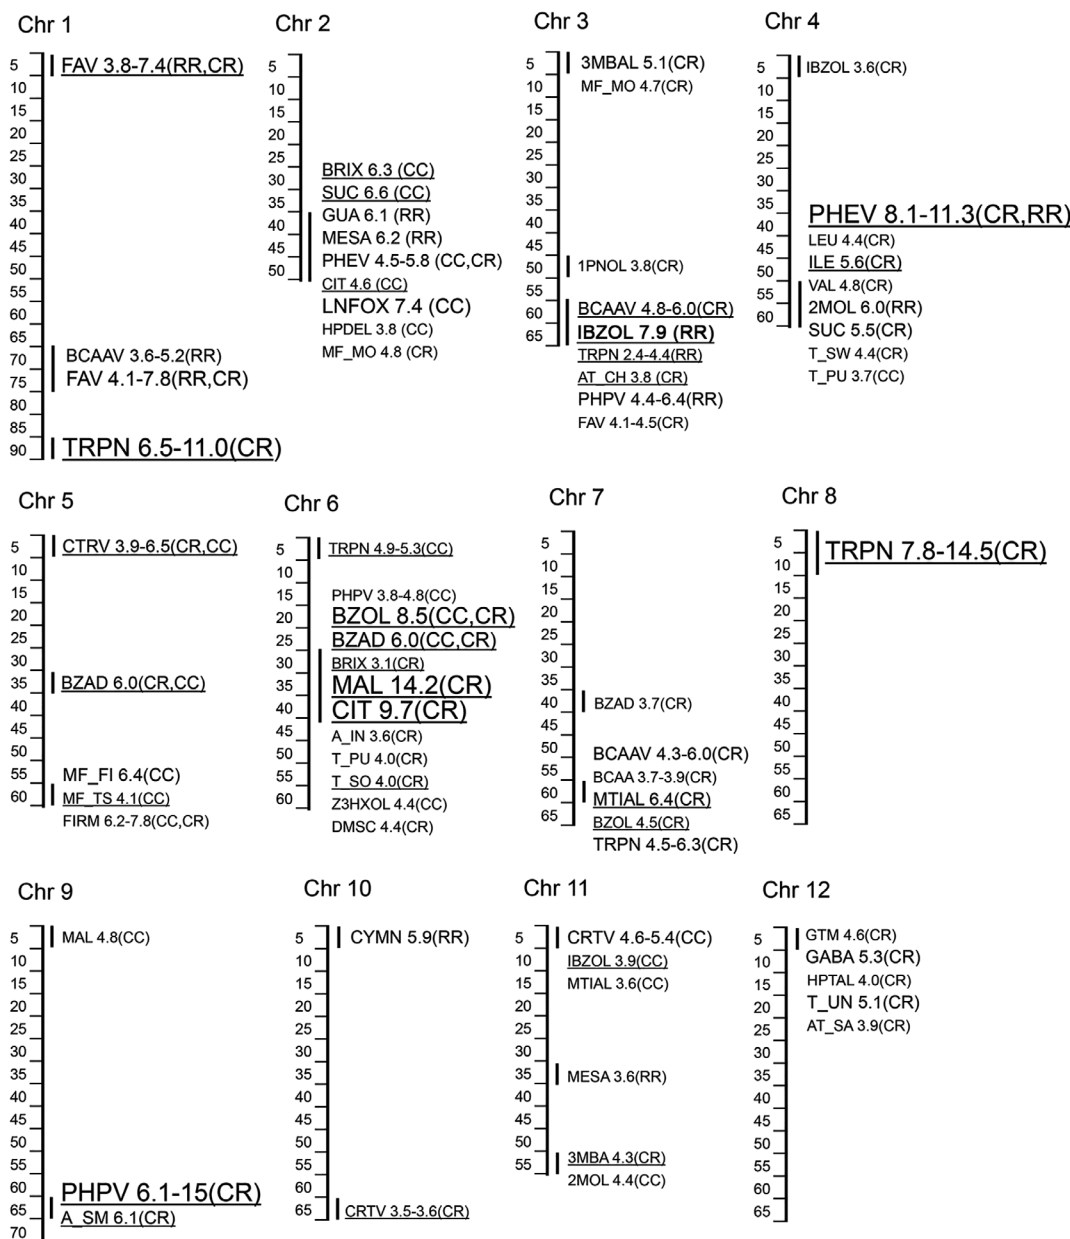 Chr 1
5
10
15
20
25
30
35
40
45
50
55
60
65
70
75
80
85
90
FAV 3.8-7.4(RR,CR)
BCAAV 3.6-5.2(RR)
FAV 4.1-7.8(RR,CR)
TRPN 6.5-11.0(CR)
Chr 2
5
10
15
20
25
30
35
40
45
50
BRIX 6.3 (CC)
SUC 6.6 (CC)
GUA 6.1 (RR)
MESA 6.2 (RR)
PHEV 4.5-5.8 (CC,CR)
CIT 4.6 (CC)
LNFOX 7.4 (CC)
HPDEL 3.8 (CC)
MF_MO 4.8 (CR)
Chr 3
5
10
15
20
25
30
35
40
45
50
55
60
65
3MBAL 5.1(CR)
MF_MO 4.7(CR)
1PNOL 3.8(CR)
BCAAV 4.8-6.0(CR)
IBZOL 7.9 (RR)
TRPN 2.4-4.4(RR)
AT_CH 3.8 (CR)
PHPV 4.4-6.4(RR)
FAV 4.1-4.5(CR)
Chr 4
5
10
15
20
25
30
35
40
45
50
55
60
IBZOL 3.6(CR)
PHEV 8.1-11.3(CR,RR)
LEU 4.4(CR)
ILE 5.6(CR)
VAL 4.8(CR)
2MOL 6.0(RR)
SUC 5.5(CR)
T_SW 4.4(CR)
T_PU 3.7(CC)
Chr 5
5
10
15
20
25
30
35
40
45
50
55
60
CTRV 3.9-6.5(CR,CC)
BZAD 6.0(CR,CC)
MF_FI 6.4(CC)
MF_TS 4.1(CC)
FIRM 6.2-7.8(CC,CR)
Chr 6
5
10
15
20
25
30
35
40
45
50
55
60
TRPN 4.9-5.3(CC)
PHPV 3.8-4.8(CC)
BZOL 8.5(CC,CR)
BZAD 6.0(CC,CR)
BRIX 3.1(CR)
MAL 14.2(CR)
CIT 9.7(CR)
A_IN 3.6(CR)
T_PU 4.0(CR)
T_SO 4.0(CR)
Z3HXOL 4.4(CC)
DMSC 4.4(CR)
Chr 7
5
10
15
20
25
30
35
40
45
50
55
60
65
BZAD 3.7(CR)
BCAAV 4.3-6.0(CR)
BCAA 3.7-3.9(CR)
MTIAL 6.4(CR)
BZOL 4.5(CR)
TRPN 4.5-6.3(CR)
Chr 8
5
10
15
20
25
30
35
40
45
50
55
60
65
TRPN 7.8-14.5(CR)
Chr 9
5
10
15
20
25
30
35
40
45
50
55
60
65
70
MAL 4.8(CC)
PHPV 6.1-15(CR)
A_SM 6.1(CR)
Chr 10
5
10
15
20
25
30
35
40
45
50
55
60
65
CYMN 5.9(RR)
CRTV 3.5-3.6(CR)
Chr 11
5
10
15
20
25
30
35
40
45
50
55
CRTV 4.6-5.4(CC)
IBZOL 3.9(CC)
MTIAL 3.6(CC)
MESA 3.6(RR)
3MBA 4.3(CR)
2MOL 4.4(CC)
Chr 12
5
10
15
20
25
30
35
40
45
50
55
60
65
GTM 4.6(CR)
GABA 5.3(CR)
HPTAL 4.0(CR)
T_UN 5.1(CR)
AT_SA 3.9(CR)